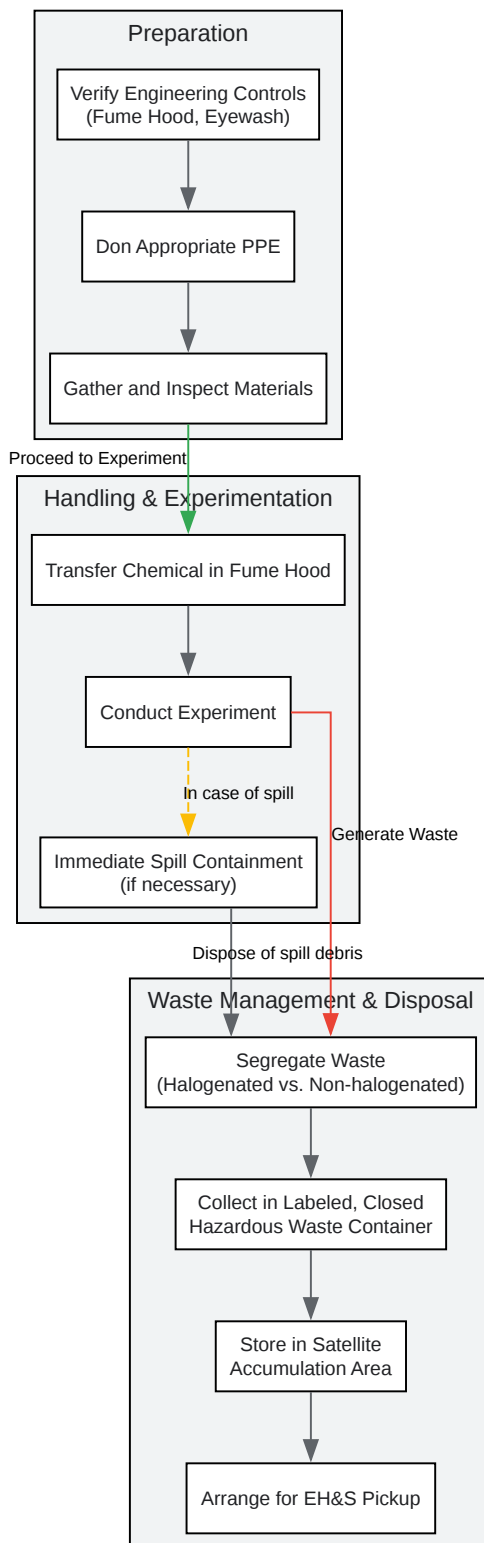 Preparation
Verify Engineering Controls
(Fume Hood, Eyewash)
Don Appropriate PPE
Gather and Inspect Materials
Proceed to Experiment
Handling & Experimentation
Transfer Chemical in Fume Hood
Conduct Experiment
In case of spill
Generate Waste
Immediate Spill Containment
(if necessary)
Dispose of spill debris
Waste Management & Disposal
Segregate Waste
(Halogenated vs. Non-halogenated)
Collect in Labeled, Closed
Hazardous Waste Container
Store in Satellite
Accumulation Area
Arrange for EH&S Pickup